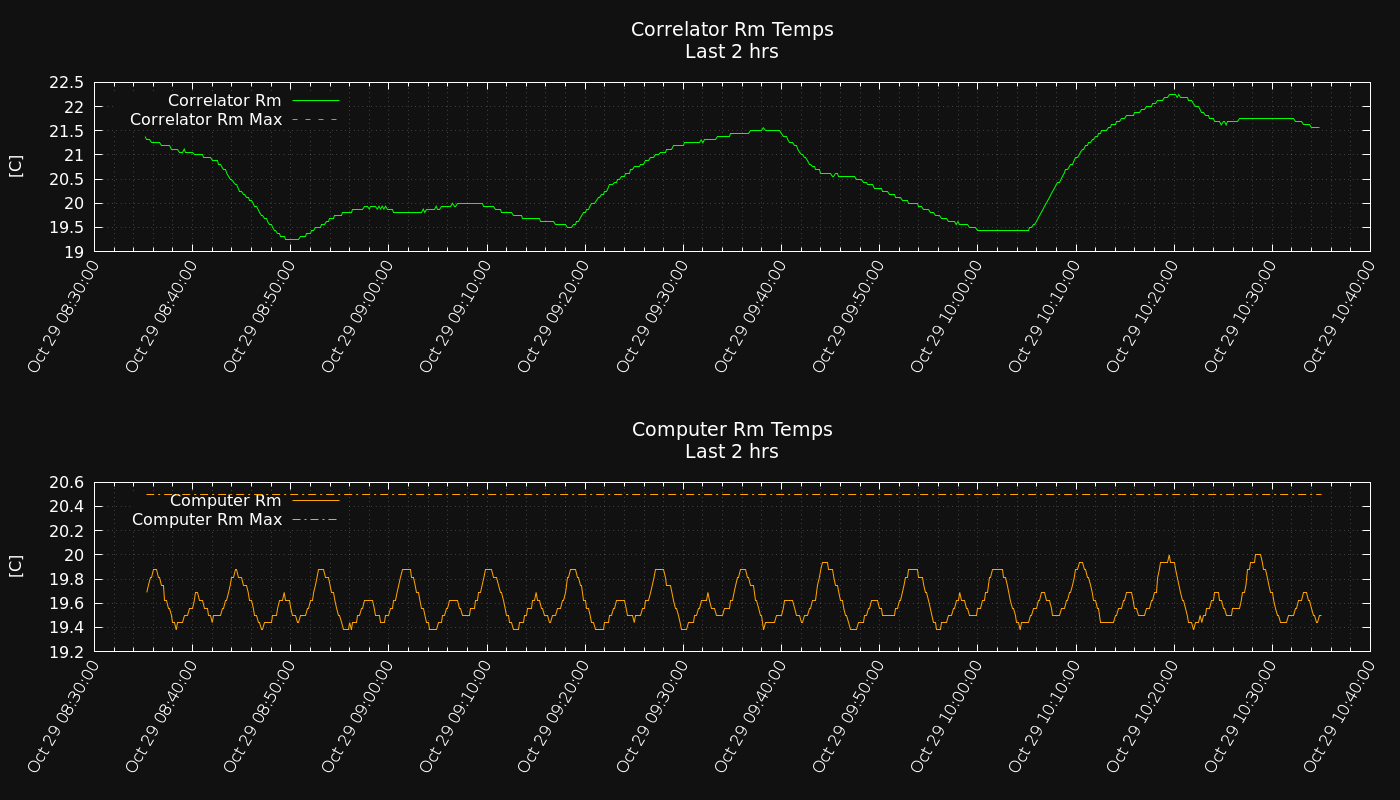 Correlator Rm Temps
Last 2 hrs
[C]
22.5
22
21.5
21
20.5
20
19.5
19
Correlator Rm
Correlator Rm Max
Oct 29 08:30:00
Oct 29 08:40:00
Oct 29 08:50:00
Oct 29 09:00:00
Oct 29 09:10:00
Oct 29 09:20:00
Oct 29 09:30:00
Oct 29 09:40:00
Oct 29 09:50:00
Oct 29 10:00:00
Oct 29 10:10:00
Oct 29 10:20:00
Oct 29 10:30:00
Oct 29 10:40:00
Computer Rm Temps
Last 2 hrs
[C]
20.6
20.4
20.2
20
19.8
19.6
19.4
19.2
Computer Rm
Computer Rm Max
Oct 29 08:30:00
Oct 29 08:40:00
Oct 29 08:50:00
Oct 29 09:00:00
Oct 29 09:10:00
Oct 29 09:20:00
Oct 29 09:30:00
Oct 29 09:40:00
Oct 29 09:50:00
Oct 29 10:00:00
Oct 29 10:10:00
Oct 29 10:20:00
Oct 29 10:30:00
Oct 29 10:40:00